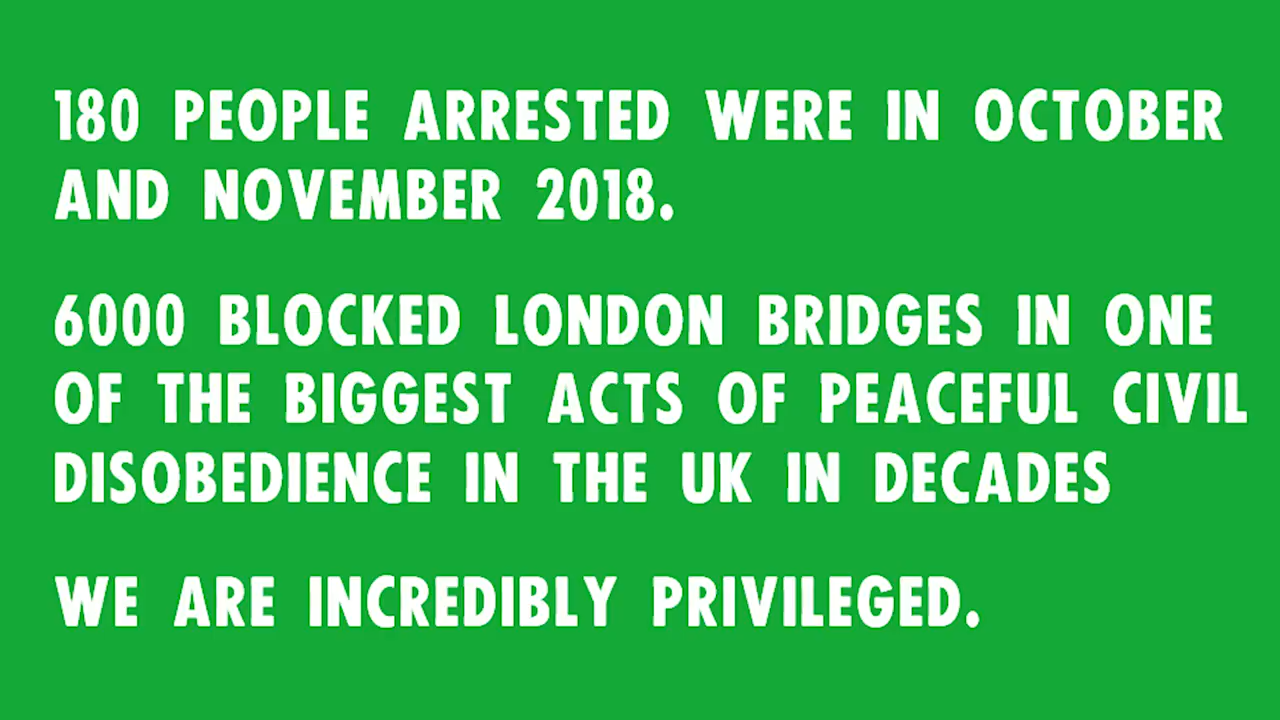 180 PEOPLE ARRESTED WERE IN OCTOBER
AND NOVEMBER 2018.
6000 BLOCKED LONDON BRIDGES IN ONE
OF THE BIGGEST ACTS OF PEACEFUL CIVIL
DISOBEDIENCE IN THE UK IN DECADES
WE ARE INCREDIBLY PRIVILEGED.